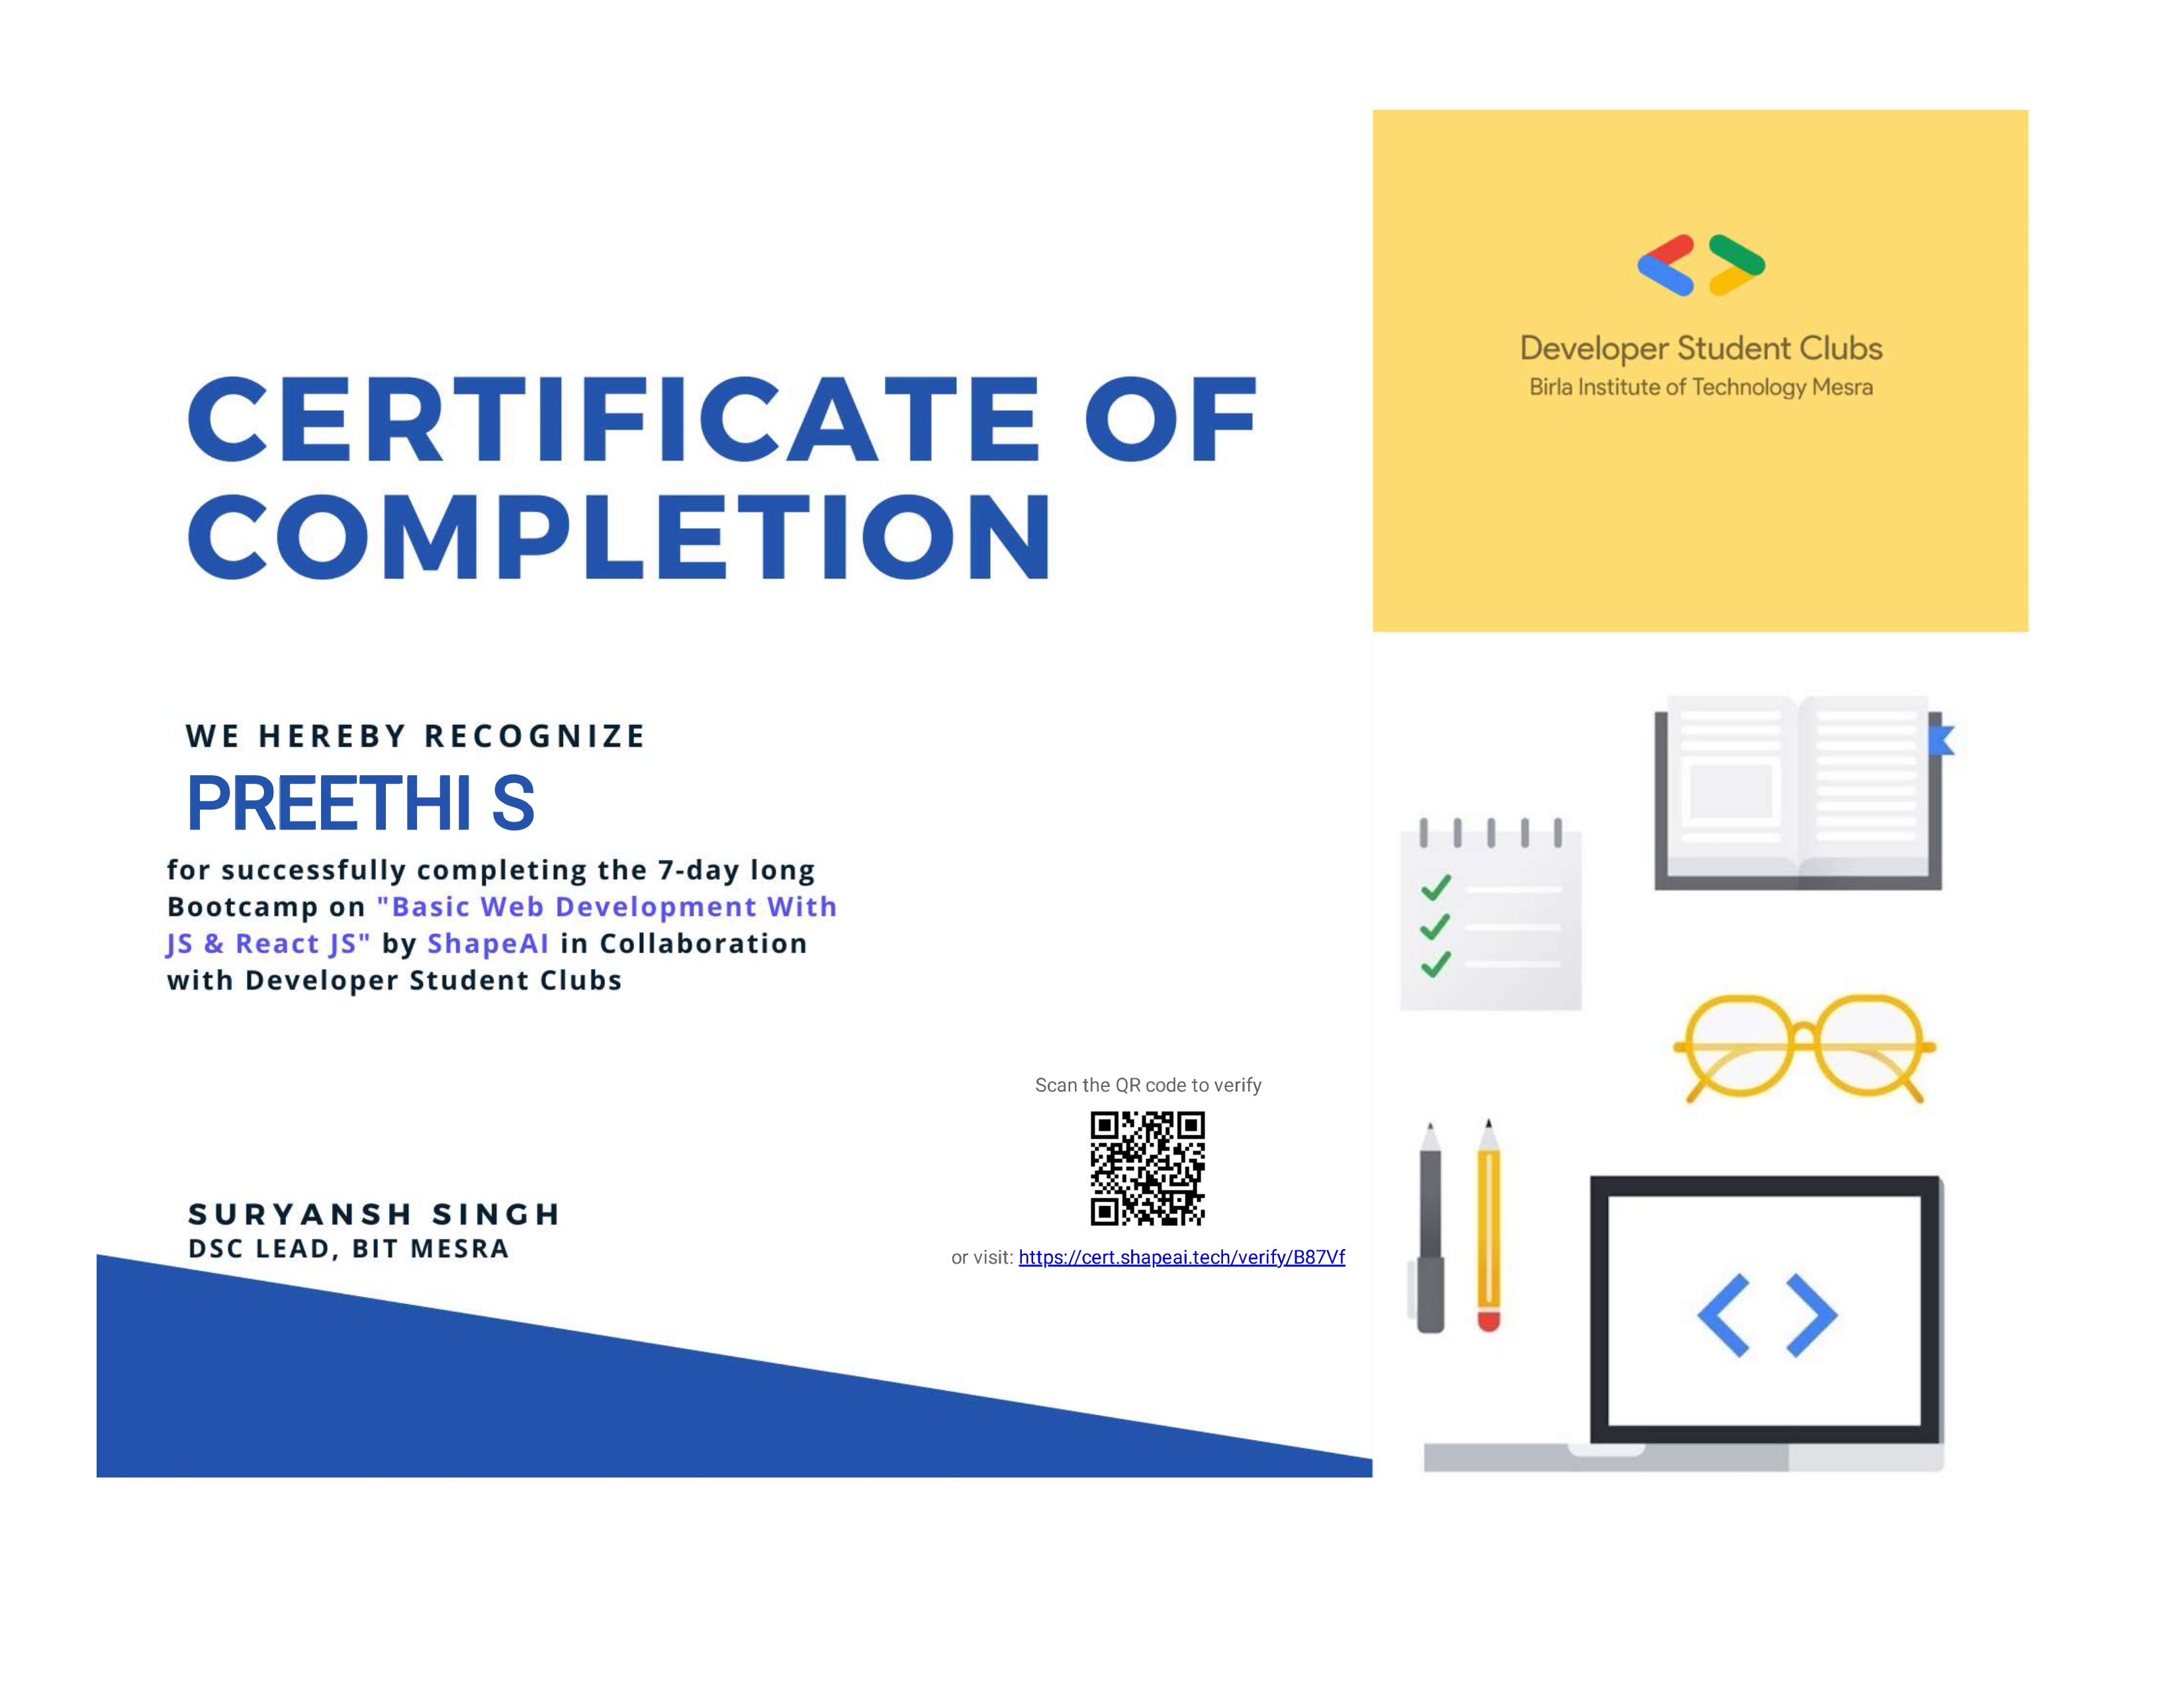 CERTIFICATE OF
COMPLETION
WE HEREBY RECOGNIZE
PREETHI S
for successfully completing the 7-day long
Bootcamp on "Basic Web Development With
JS & React JS" by ShapeAI in Collaboration
with Developer Student Clubs
SURYANSH SINGH
DSC LEAD, BIT MESRA
Scan the QR code to verify
or visit: https://cert.shapeai.tech/verify/B87Vf
Developer Student Clubs
Birla Institute of Technology Mesra